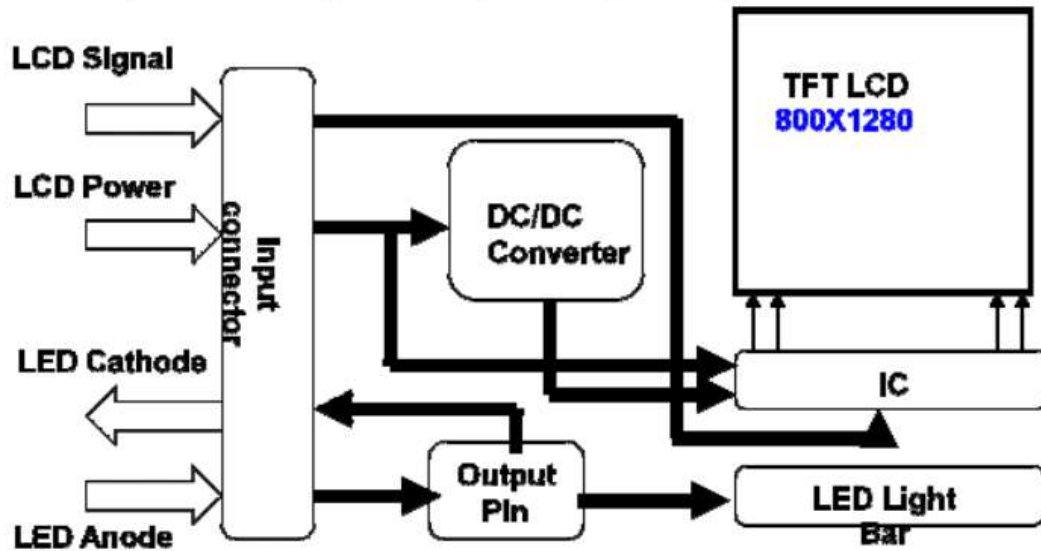 LCD Signal
TFT LCD
800X1280
LCD Power
DC/DC
Converter
Input
connector
LED Cathode
IC
Output
Pin
LED Light
Bar
LED Anode